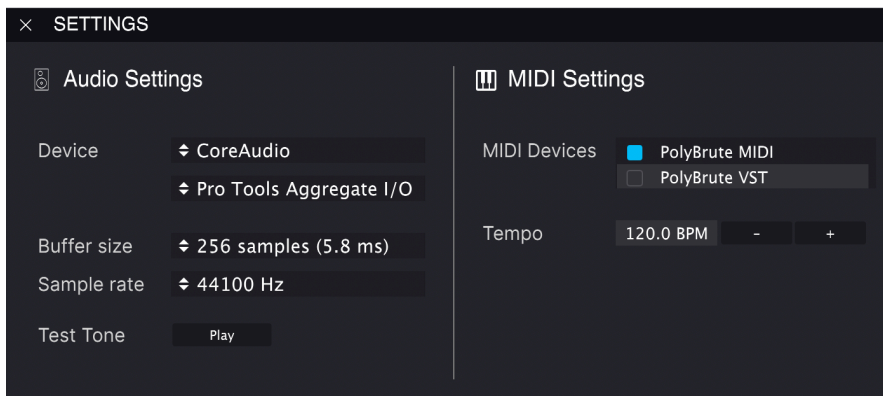 × SETTINGS
Audio Settings
Device
CoreAudio
Pro Tools Aggregate I/O
Buffer size
256 samples (5.8 ms)
Sample rate
44100 Hz
Test Tone
Play
MIDI Settings
MIDI Devices
PolyBrute MIDI
PolyBrute VST
Tempo
120.0 BPM - +